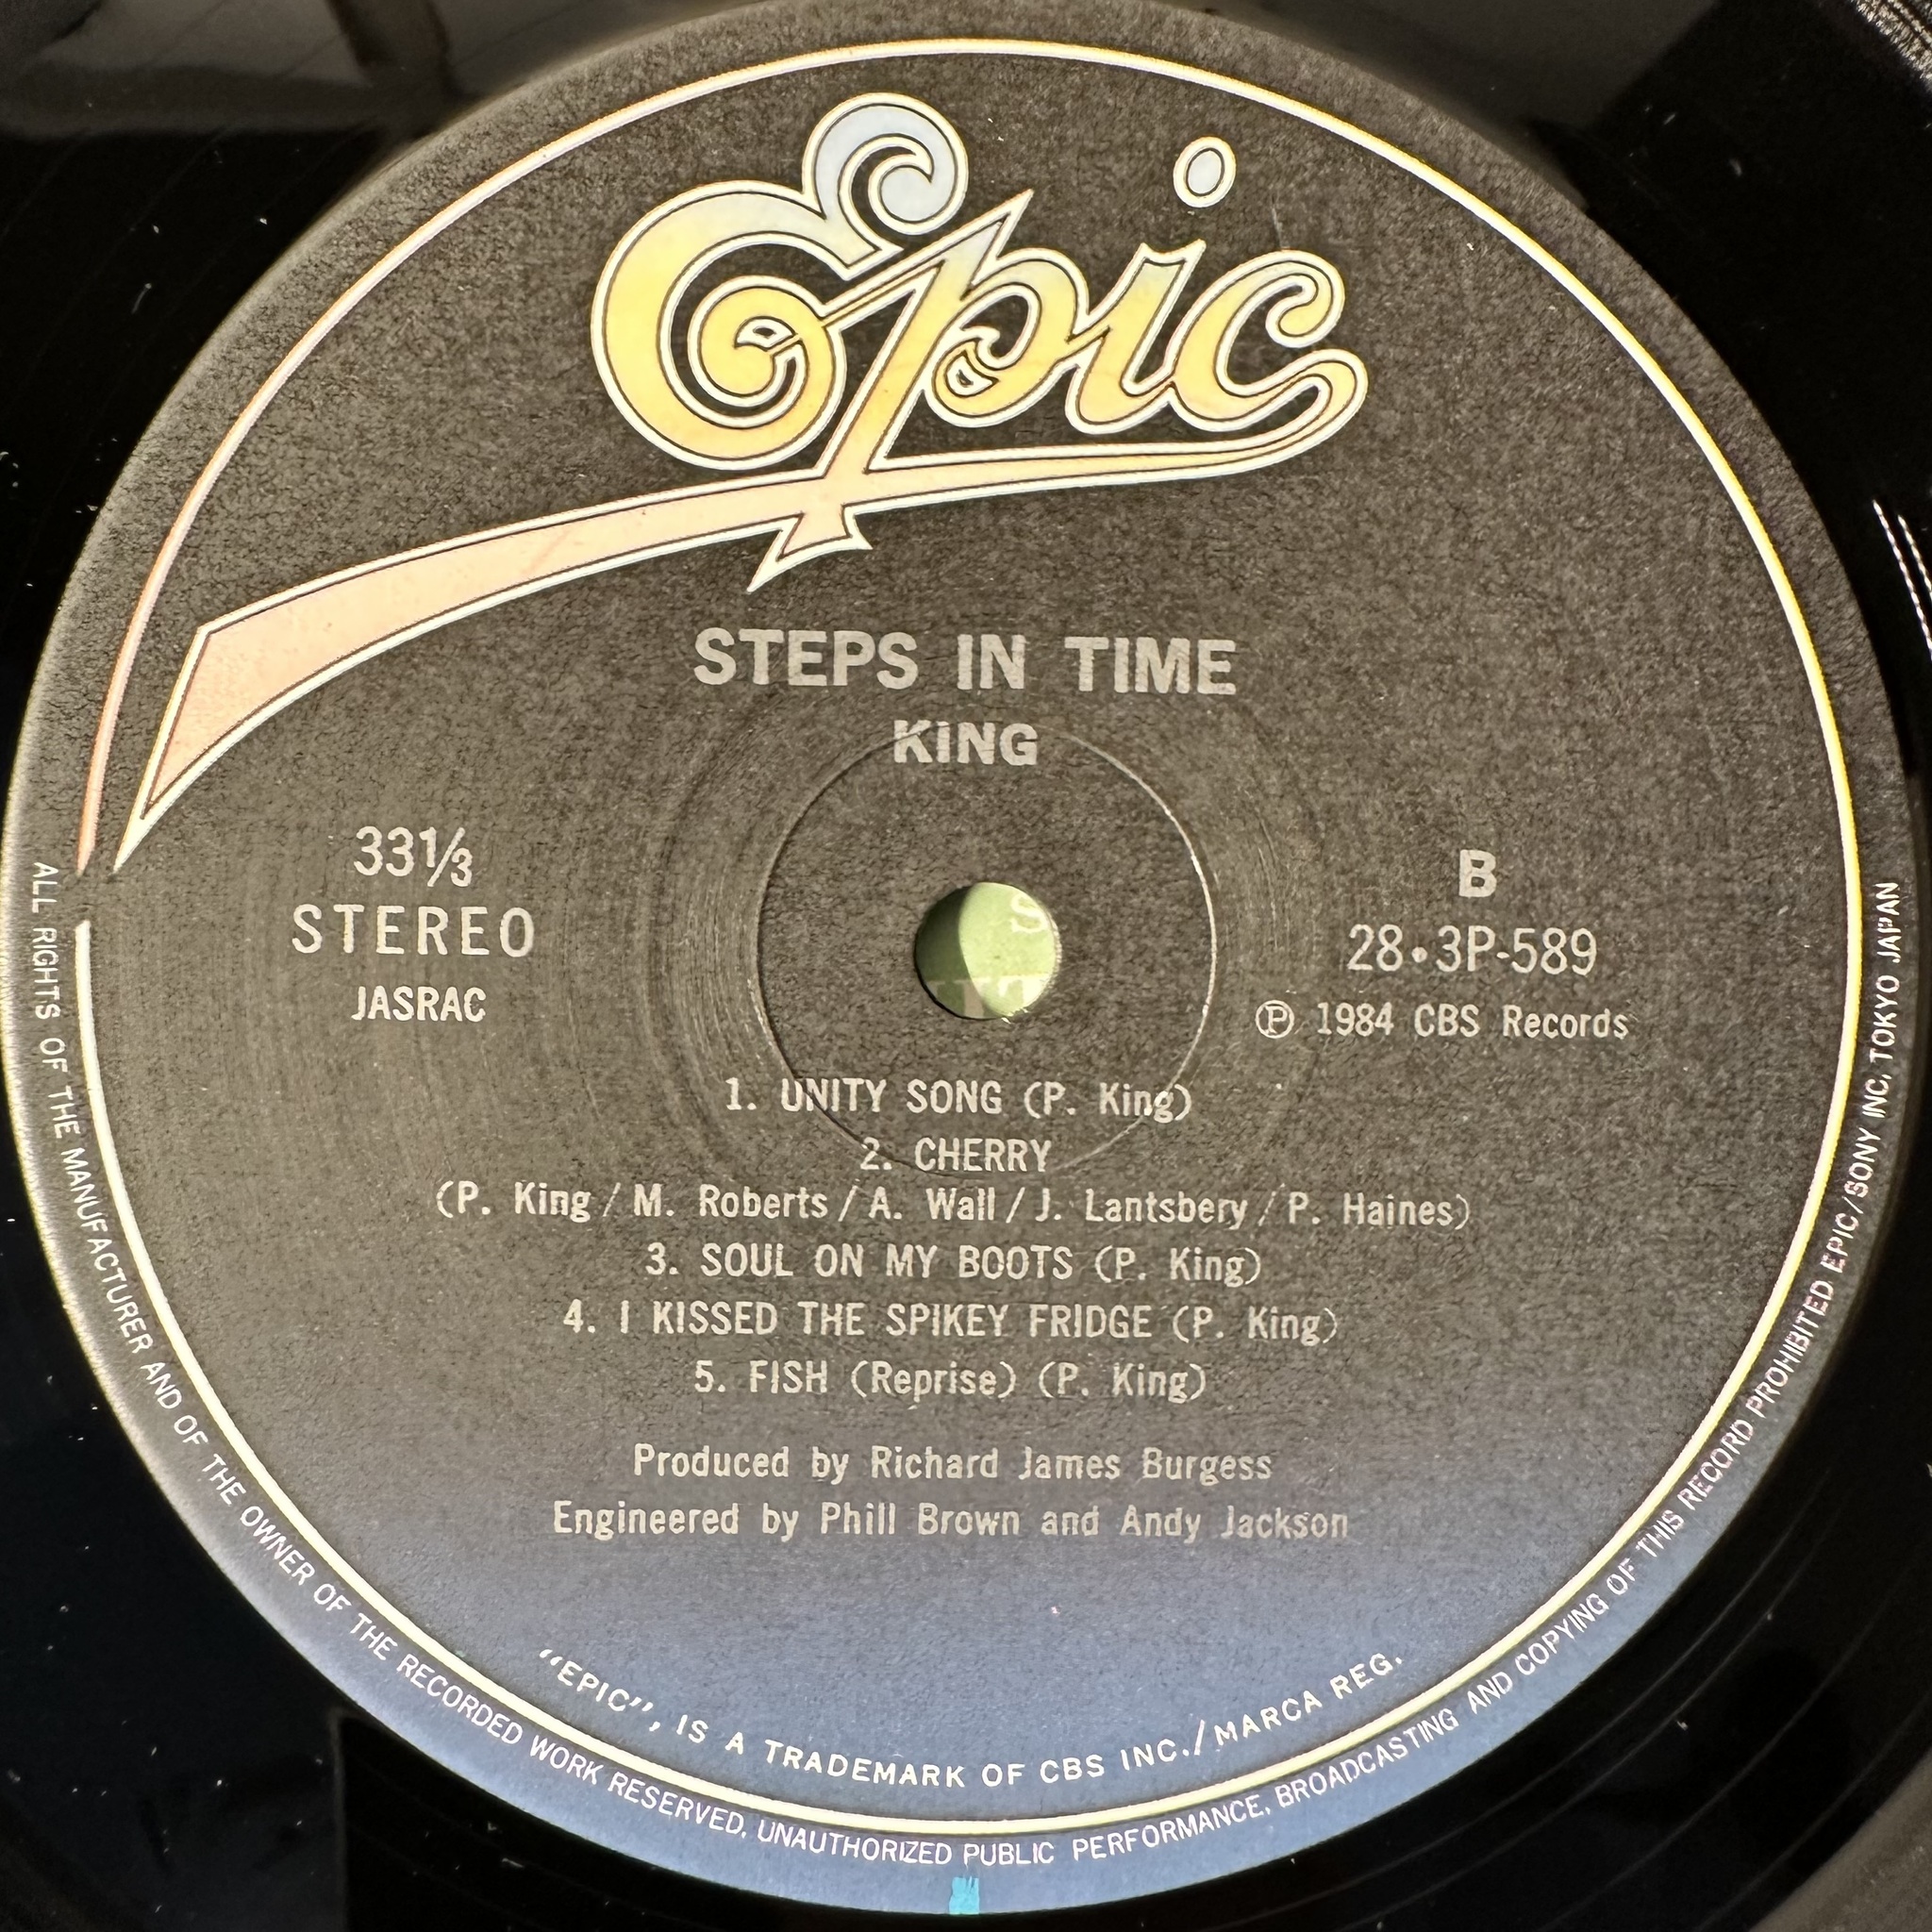 Epic
STEPS IN TIME
KING
33⅓
STEREO
JASRAC
B
28・3P-589
Ⓟ 1984 CBS Records
1. UNITY SONG (P. King)
2. CHERRY
(P. King / M. Roberts / A. Wall / J. Lantsbery / P. Haines)
3. SOUL ON MY BOOTS (P. King)
4. I KISSED THE SPIKEY FRIDGE (P. King)
5. FISH (Reprise) (P. King)
Produced by Richard James Burgess
Engineered by Phill Brown and Andy Jackson
"EPIC", IS A TRADEMARK OF CBS INC./MARCA REG.
ALL RIGHTS OF THE MANUFACTURER AND OF THE OWNER OF THE RECORDED WORK RESERVED. UNAUTHORIZED PUBLIC PERFORMANCE, BROADCASTING AND COPYING OF THIS RECORD PROHIBITED EPIC/SONY INC. TOKYO JAPAN